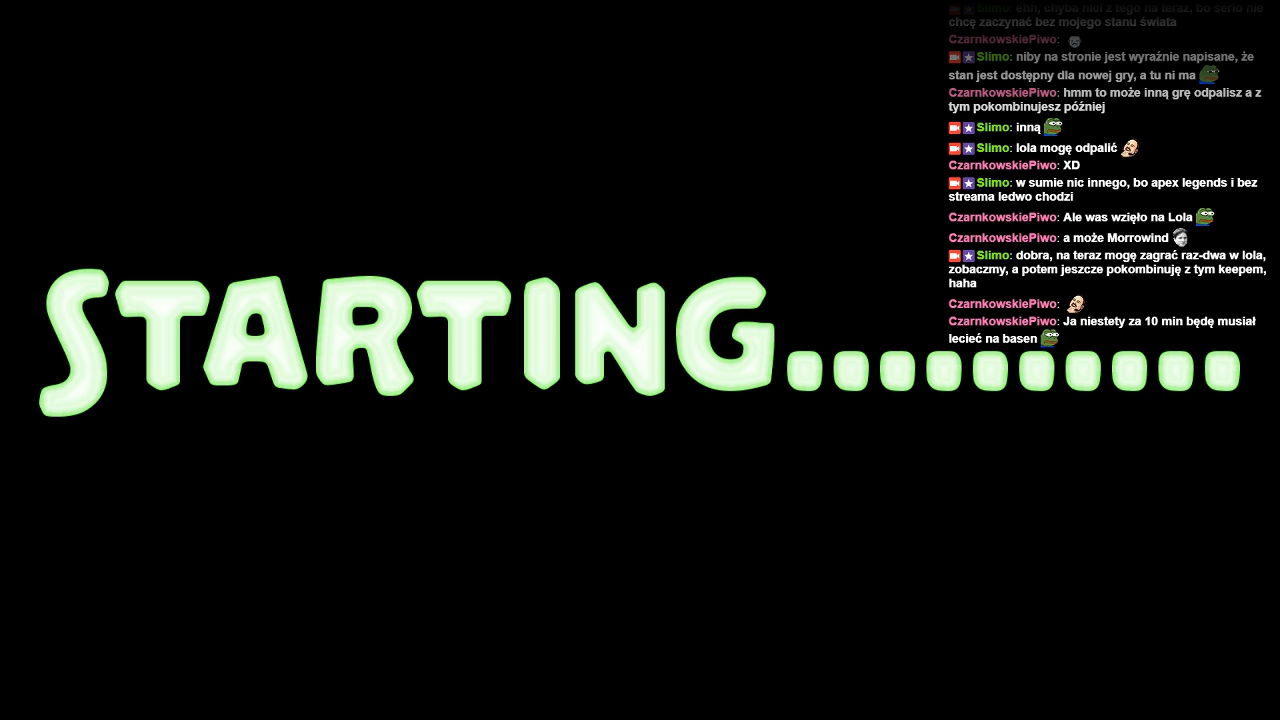 Slimo: ehh, chyba nici z tego na teraz, bo serio nie
chcę zaczynać bez mojego stanu świata
CzarnkowskiePiwo:
Slimo: niby na stronie jest wyraźnie napisane, że
stan jest dostępny dla nowej gry, a tu ni ma
CzarnkowskiePiwo: hmm to może inną grę odpalisz a z
tym pokombinujesz później
Slimo: inną
Slimo: lola mogę odpalić
CzarnkowskiePiwo: XD
Slimo: w sumie nic innego, bo apex legends i bez
streama ledwo chodzi
CzarnkowskiePiwo: Ale was wzięło na Lola
CzarnkowskiePiwo: a może Morrowind
Slimo: dobra, na teraz mogę zagrać raz-dwa w lola,
zobaczmy, a potem jeszcze pokombinuję z tym keepem,
haha
CzarnkowskiePiwo:
CzarnkowskiePiwo: Ja niestety za 10 min będę musiał
lecieć na basen
STARTING..........